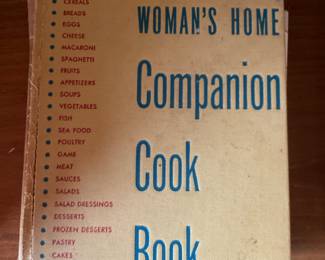 CEREALS
BREADS
EGGS
CHEESE
MACARONI
SPAGHETTI
FRUITS
APPETIZERS
SOUPS
VEGETABLES
FISH
SEA FOOD
POULTRY
GAME
MEAT
SAUCES
SALADS
SALAD DRESSINGS
DESSERTS
FROZEN DESSERTS
PASTRY
CAKES
WOMAN'S HOME
Companion
Cook
Book